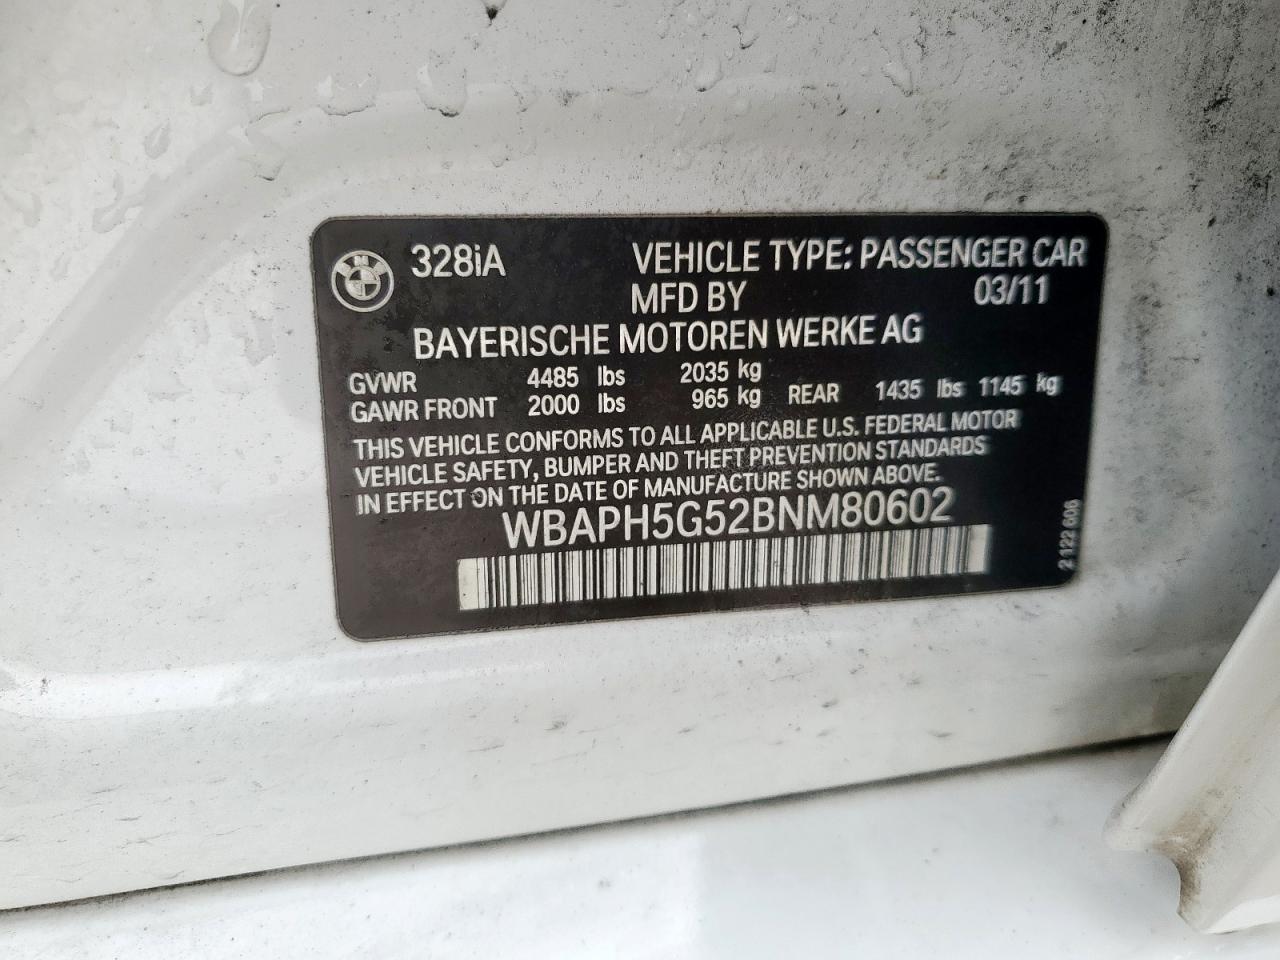 BMW
328iA VEHICLE TYPE: PASSENGER CAR
MFD BY 03/11
BAYERISCHE MOTOREN WERKE AG
GVWR 4485 lbs 2035 kg
GAWR FRONT 2000 lbs 965 kg REAR 1435 lbs 1145 kg
THIS VEHICLE CONFORMS TO ALL APPLICABLE U.S. FEDERAL MOTOR
VEHICLE SAFETY, BUMPER AND THEFT PREVENTION STANDARDS
IN EFFECT ON THE DATE OF MANUFACTURE SHOWN ABOVE.
WBAPH5G52BNM80602
2 122 606